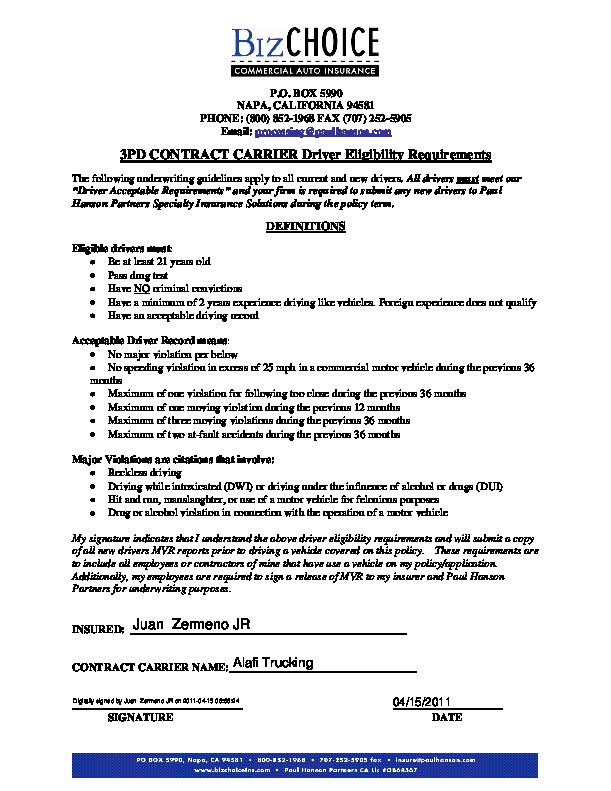 BizCHOICE
COMMERCIAL AUTO INSURANCE
P.O. BOX 5990
NAPA, CALIFORNIA 94581
PHONE: (800) 852-1968 FAX (707) 252-5905
Email: processing@paulhanson.com
3PD CONTRACT CARRIER Driver Eligibility Requirements
The following underwriting guidelines apply to all current and new drivers. All drivers must meet our
"Driver Acceptable Requirements" and your firm is required to submit any new drivers to Paul
Hanson Partners Specialty Insurance Solutions during the policy term.
DEFINITIONS
Eligible drivers must:
• Be at least 21 years old
• Pass drug test
• Have NO criminal convictions
• Have a minimum of 2 years experience driving like vehicles. Foreign experience does not qualify
• Have an acceptable driving record
Acceptable Driver Record means:
• No major violation per below
• No speeding violation in excess of 25 mph in a commercial motor vehicle during the previous 36
months
• Maximum of one violation for following too close during the previous 36 months
• Maximum of one moving violation during the previous 12 months
• Maximum of three moving violations during the previous 36 months
• Maximum of two at-fault accidents during the previous 36 months
Major Violations are citations that involve:
• Reckless driving
• Driving while intoxicated (DWI) or driving under the influence of alcohol or drugs (DUI)
• Hit and run, manslaughter, or use of a motor vehicle for felonious purposes
• Drug or alcohol violation in connection with the operation of a motor vehicle
My signature indicates that I understand the above driver eligibility requirements and will submit a copy
of all new drivers MVR reports prior to driving a vehicle covered on this policy. These requirements are
to include all employees or contractors of mine that have use a vehicle on my policy/application.
Additionally, my employees are required to sign a release of MVR to my insurer and Paul Hanson
Partners for underwriting purposes.
INSURED: Juan Zermeno JR
CONTRACT CARRIER NAME: Alafi Trucking
Digitally signed by Juan Zermeno JR on 2011-04-15
04/15/2011
SIGNATURE DATE
PO BOX 5990, Napa, CA 94581 • 800-852-1968 • 707-252-5905 fax • insure@paulhanson.com
www.bizchoiceins.com • Paul Hanson Partners CA Lic #0B64567